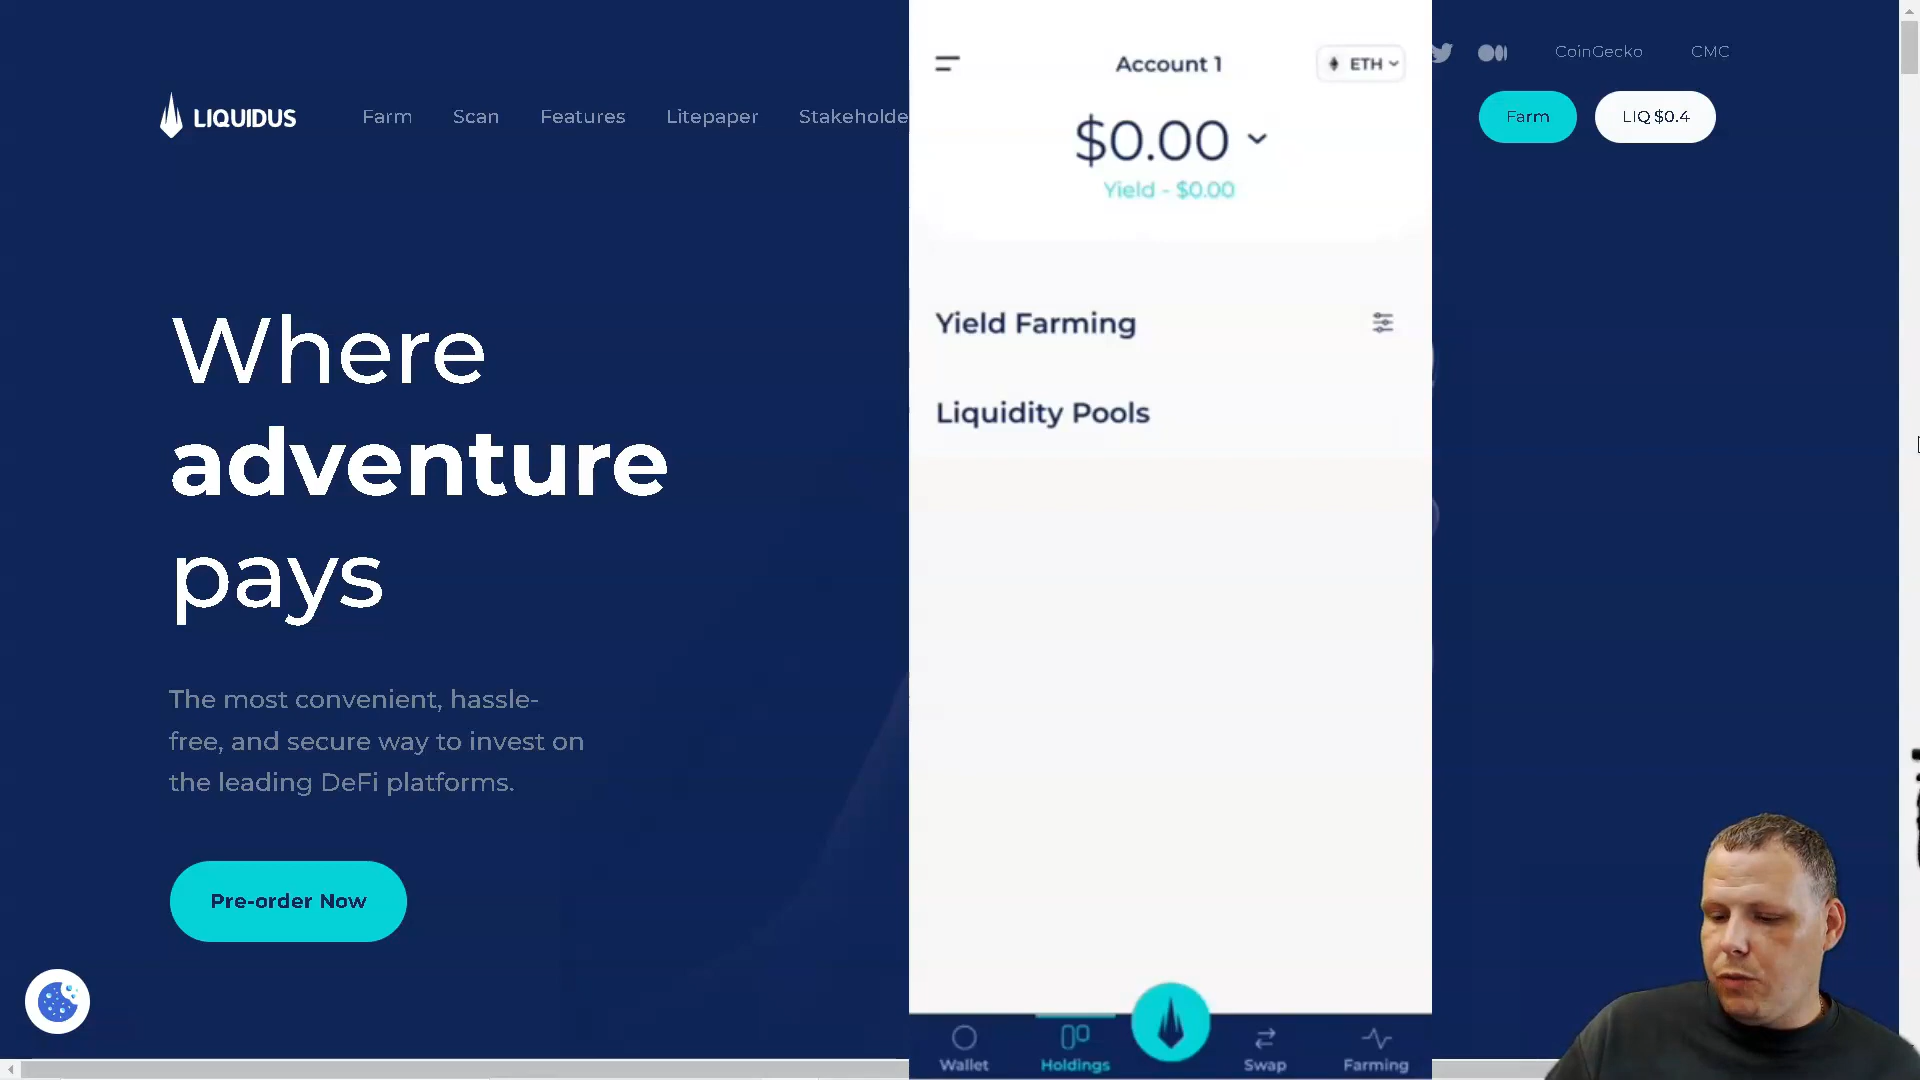 CoinGecko CMC
LIQUIDUS Farm Scan Features Litepaper Stakeholde
Farm LIQ $0.4
Where
adventure
pays
The most convenient, hassle-
free, and secure way to invest on
the leading DeFi platforms.
Pre-order Now
Account 1 ETH
$0.00
Yield - $0.00
Yield Farming
Liquidity Pools
Wallet Holdings Swap Farming